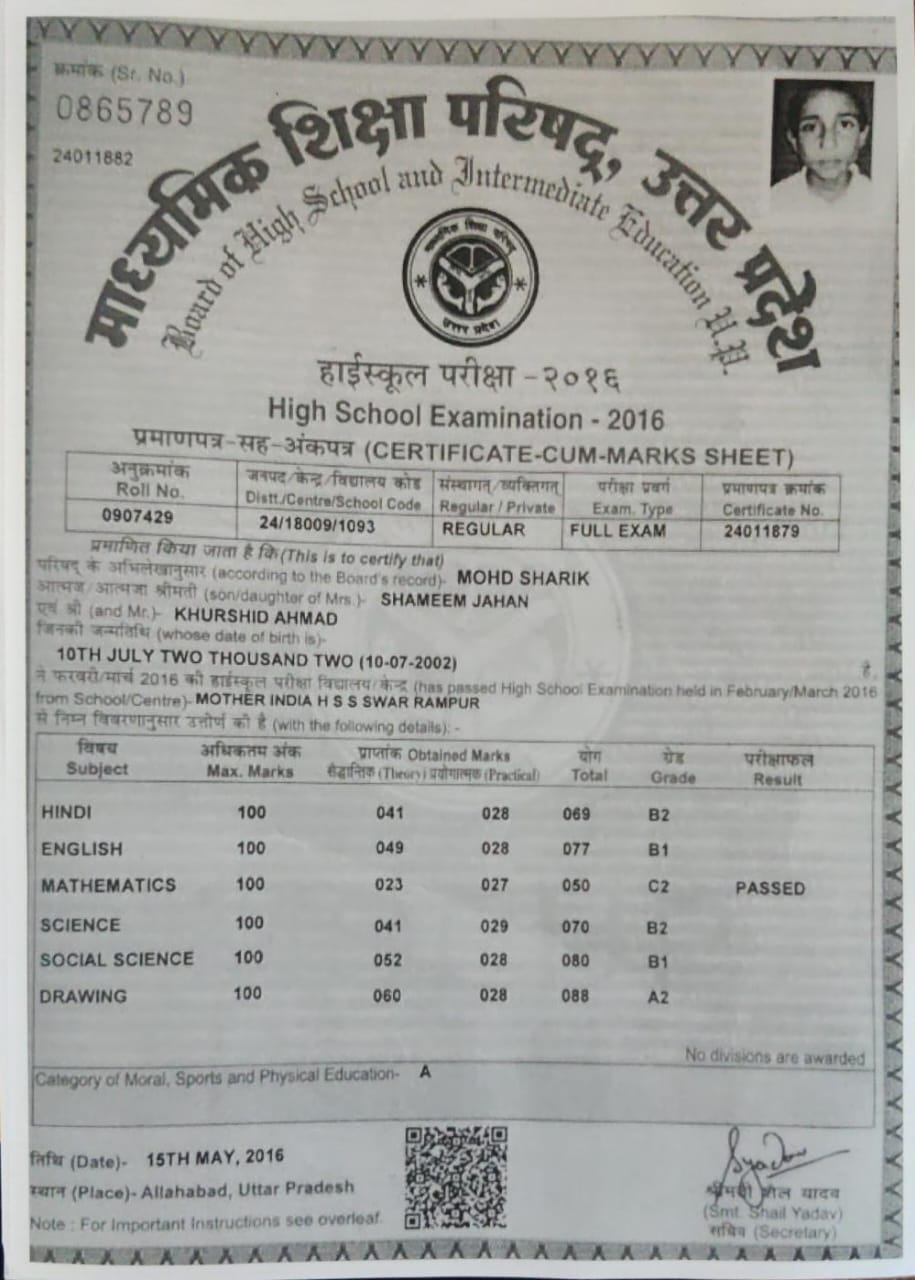 क्रमांक (Sr. No.)
0865789
24011882
माध्यमिक शिक्षा परिषद्, उत्तर प्रदेश
Board of High School and Intermediate Education U.P.
माध्यमिक शिक्षा परिषद्
उत्तर प्रदेश
हाईस्कूल परीक्षा - २०१६
High School Examination - 2016
प्रमाणपत्र-सह-अंकपत्र (CERTIFICATE-CUM-MARKS SHEET)
अनुक्रमांक जनपद/केन्द्र/विद्यालय कोड संस्थागत्/व्यक्तिगत् परीक्षा प्रवर्ग प्रमाणपत्र क्रमांक
Roll No. Distt./Centre/School Code Regular / Private Exam. Type Certificate No.
0907429 24/18009/1093 REGULAR FULL EXAM 24011879
प्रमाणित किया जाता है कि (This is to certify that)
परिषद् के अभिलेखानुसार (according to the Board's record)- MOHD SHARIK
आत्मज/आत्मजा श्रीमती (son/daughter of Mrs.)- SHAMEEM JAHAN
एवं श्री (and Mr.)- KHURSHID AHMAD
जिनकी जन्मतिथि (whose date of birth is)-
10TH JULY TWO THOUSAND TWO (10-07-2002) है,
ने फरवरी/मार्च 2016 की हाईस्कूल परीक्षा विद्यालय/केन्द्र (has passed High School Examination held in February/March 2016
from School/Centre)- MOTHER INDIA H S S SWAR RAMPUR
से निम्न विवरणानुसार उत्तीर्ण की है (with the following details): -
विषय अधिकतम अंक प्राप्तांक Obtained Marks योग ग्रेड परीक्षाफल
Subject Max. Marks सैद्धान्तिक (Theory) प्रयोगात्मक (Practical) Total Grade Result
HINDI 100 041 028 069 B2
ENGLISH 100 049 028 077 B1
MATHEMATICS 100 023 027 050 C2 PASSED
SCIENCE 100 041 029 070 B2
SOCIAL SCIENCE 100 052 028 080 B1
DRAWING 100 060 028 088 A2
No divisions are awarded
Category of Moral, Sports and Physical Education- A
तिथि (Date)- 15TH MAY, 2016
स्थान (Place)- Allahabad, Uttar Pradesh
Note : For Important Instructions see overleaf.
Syadav
श्रीमती शैल यादव
(Smt. Shail Yadav)
सचिव (Secretary)